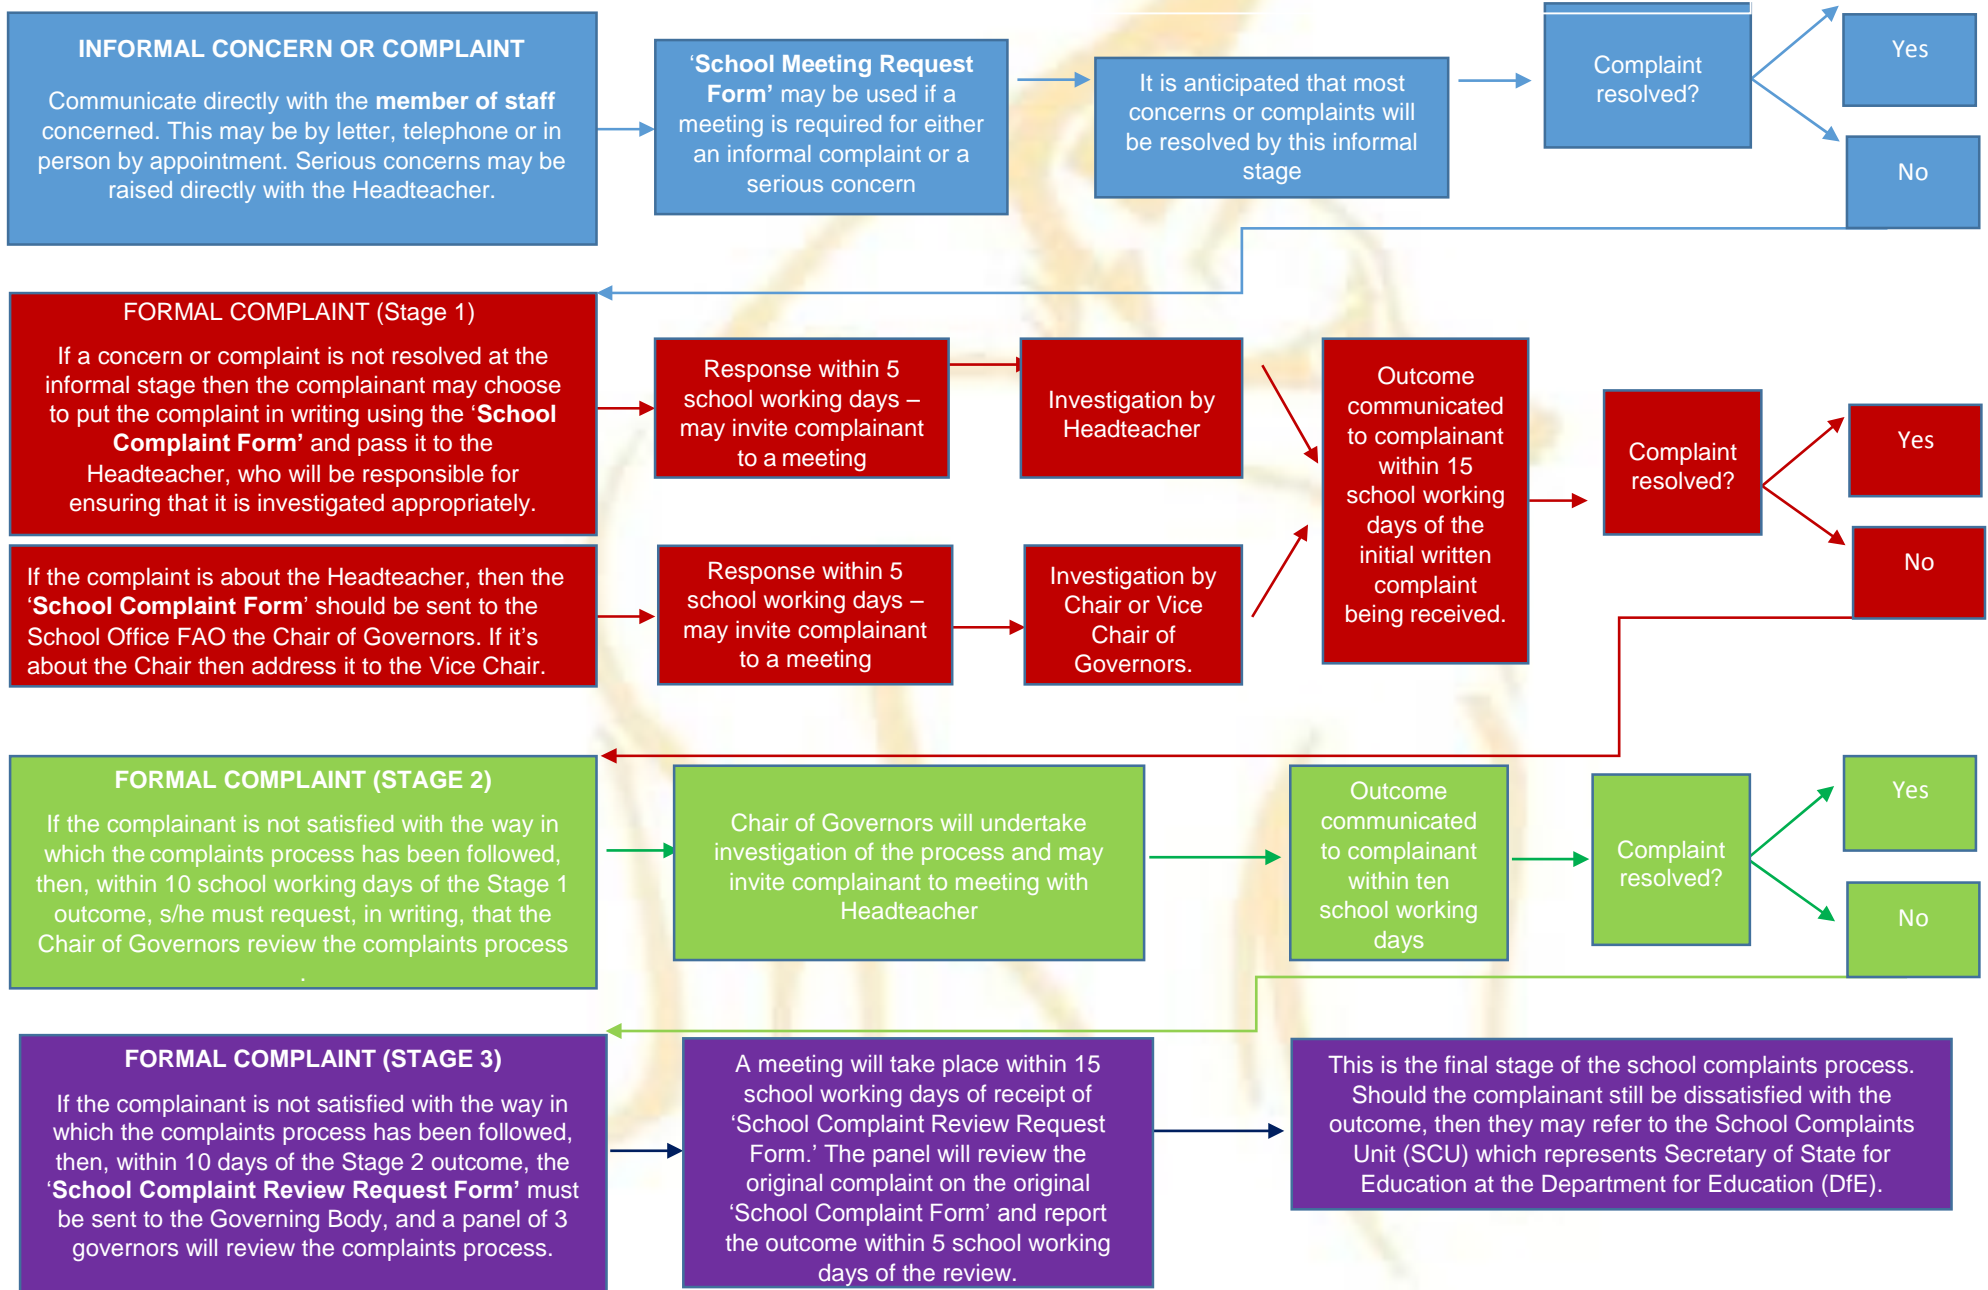 INFORMAL CONCERN OR COMPLAINT
Communicate directly with the member of staff
concerned. This may be by letter, telephone or in
person by appointment. Serious concerns may be
raised directly with the Headteacher.
‘School Meeting Request
Form’ may be used if a
meeting is required for either
an informal complaint or a
serious concern
It is anticipated that most
concerns or complaints will
be resolved by this informal
stage
Complaint
resolved?
Yes
No
FORMAL COMPLAINT (Stage 1)
If a concern or complaint is not resolved at the
informal stage then the complainant may choose
to put the complaint in writing using the ‘School
Complaint Form’ and pass it to the
Headteacher, who will be responsible for
ensuring that it is investigated appropriately.
Response within 5
school working days –
may invite complainant
to a meeting
Investigation by
Headteacher
If the complaint is about the Headteacher, then the
‘School Complaint Form’ should be sent to the
School Office FAO the Chair of Governors. If it’s
about the Chair then address it to the Vice Chair.
Response within 5
school working days –
may invite complainant
to a meeting
Investigation by
Chair or Vice
Chair of
Governors.
Outcome
communicated
to complainant
within 15
school working
days of the
initial written
complaint
being received.
Complaint
resolved?
Yes
No
FORMAL COMPLAINT (STAGE 2)
If the complainant is not satisfied with the way in
which the complaints process has been followed,
then, within 10 school working days of the Stage 1
outcome, s/he must request, in writing, that the
Chair of Governors review the complaints process
.
Chair of Governors will undertake
investigation of the process and may
invite complainant to meeting with
Headteacher
Outcome
communicated
to complainant
within ten
school working
days
Complaint
resolved?
Yes
No
FORMAL COMPLAINT (STAGE 3)
If the complainant is not satisfied with the way in
which the complaints process has been followed,
then, within 10 days of the Stage 2 outcome, the
‘School Complaint Review Request Form’ must
be sent to the Governing Body, and a panel of 3
governors will review the complaints process.
A meeting will take place within 15
school working days of receipt of
‘School Complaint Review Request
Form.’ The panel will review the
original complaint on the original
‘School Complaint Form’ and report
the outcome within 5 school working
days of the review.
This is the final stage of the school complaints process.
Should the complainant still be dissatisfied with the
outcome, then they may refer to the School Complaints
Unit (SCU) which represents Secretary of State for
Education at the Department for Education (DfE).